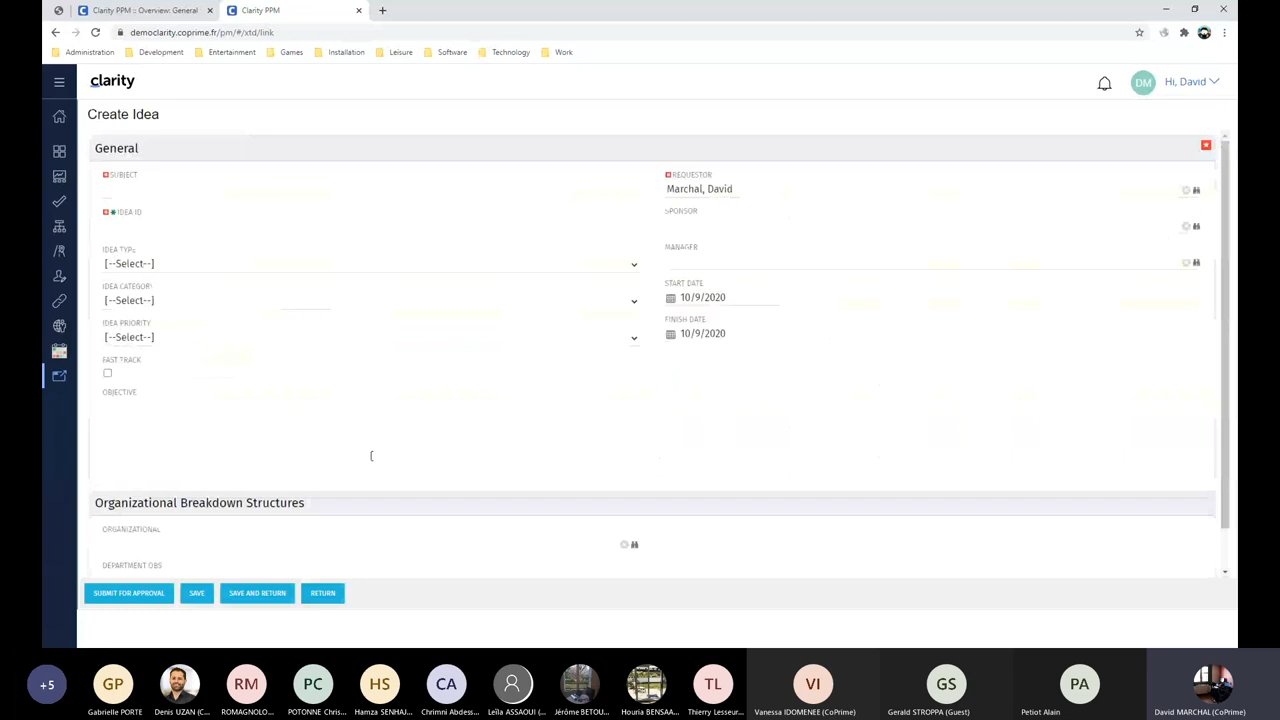 Clarity PPM :: Overview: General
Clarity PPM
democlarity.coprime.fr/pm/#/xtd/link
Administration
Development
Entertainment
Games
Installation
Leisure
Software
Technology
Work
clarity
DM
Hi, David
Create Idea
General
SUBJECT
REQUESTOR
Marchal, David
IDEA ID
SPONSOR
IDEA TYPE
[--Select--]
MANAGER
IDEA CATEGORY
[--Select--]
START DATE
10/9/2020
IDEA PRIORITY
[--Select--]
FINISH DATE
10/9/2020
FAST TRACK
OBJECTIVE
Organizational Breakdown Structures
ORGANIZATIONAL
DEPARTMENT OBS
SUBMIT FOR APPROVAL
SAVE
SAVE AND RETURN
RETURN
+5
GP
RM
PC
HS
CA
TL
VI
GS
PA
Gabrielle PORTE
Denis UZAN (C...
ROMAGNOLO...
POTONNE Chris...
Hamza SENHAJ...
Chrimni Abdess...
Leïla ASSAOUI (...
Jérôme BETOU...
Houria BENSAA...
Thierry Lesseur...
Vanessa IDOMENEE (CoPrime)
Gerald STROPPA (Guest)
Petiot Alain
David MARCHAL (CoPrime)